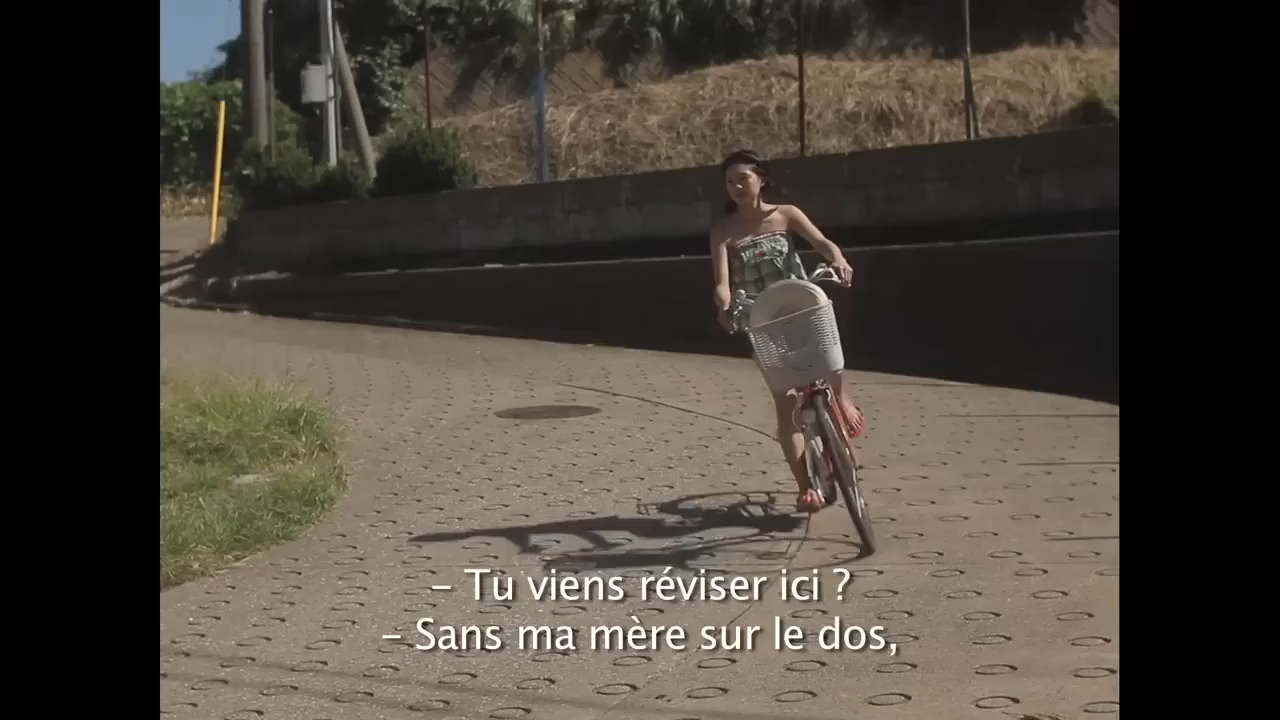 – Tu viens réviser ici ?
– Sans ma mère sur le dos,